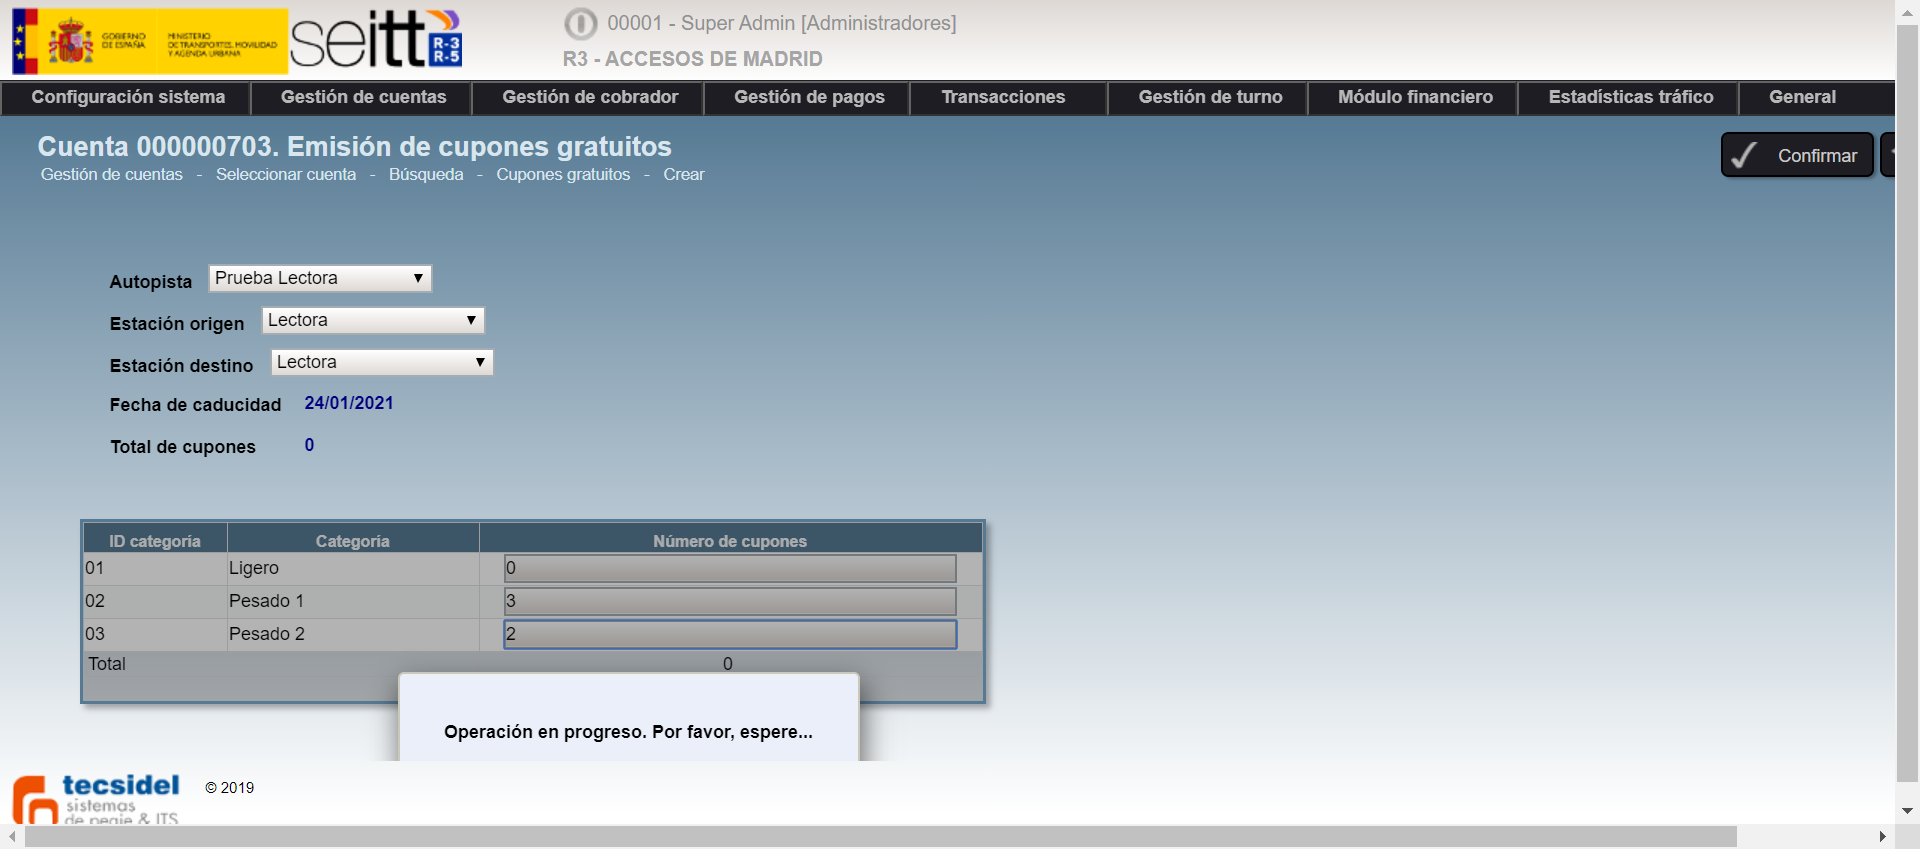 GOBIERNO
DE ESPAÑA
MINISTERIO
DE TRANSPORTES, MOVILIDAD
Y AGENDA URBANA
seitt
R-3
R-5
00001 - Super Admin [Administradores]
R3 - ACCESOS DE MADRID
Configuración sistema
Gestión de cuentas
Gestión de cobrador
Gestión de pagos
Transacciones
Gestión de turno
Módulo financiero
Estadísticas tráfico
General
Cuenta 000000703. Emisión de cupones gratuitos
Gestión de cuentas - Seleccionar cuenta - Búsqueda - Cupones gratuitos - Crear
Confirmar
Autopista Prueba Lectora
Estación origen Lectora
Estación destino Lectora
Fecha de caducidad 24/01/2021
Total de cupones 0
ID categoría Categoría Número de cupones
01 Ligero 0
02 Pesado 1 3
03 Pesado 2 2
Total 0
Operación en progreso. Por favor, espere...
tecsidel
sistemas
de peaje & ITS
© 2019